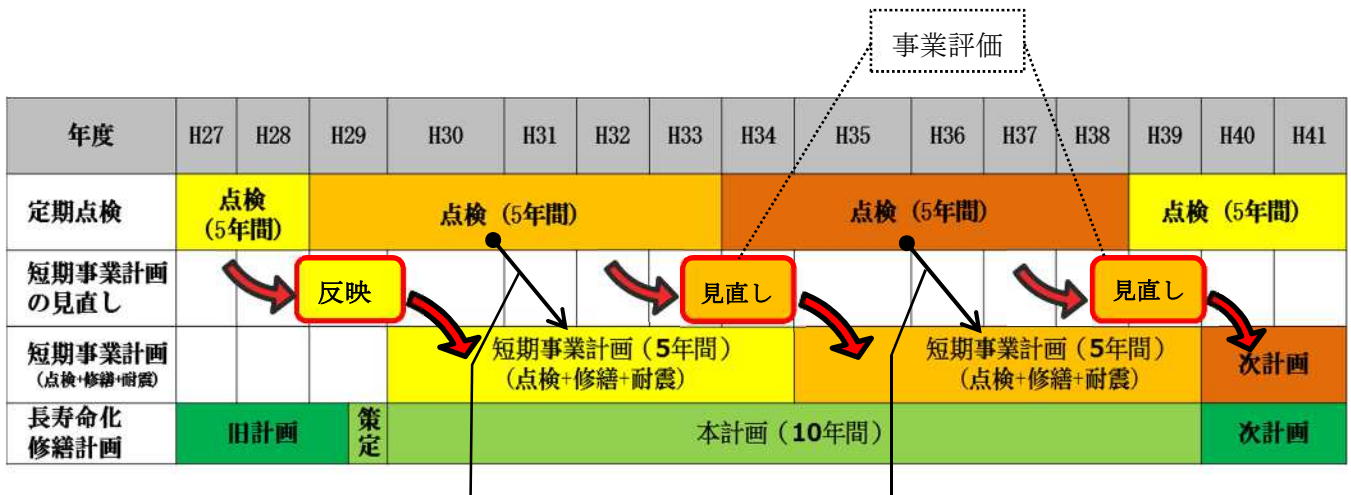 事業評価
年度 H27 H28 H29 H30 H31 H32 H33 H34 H35 H36 H37 H38 H39 H40 H41
定期点検
点検
(5年間)
点検（5年間）
点検（5年間）
点検（5年間）
短期事業計画
の見直し
反映
見直し
見直し
短期事業計画
(点検+修繕+耐震)
短期事業計画（5年間）
(点検+修繕+耐震)
短期事業計画（5年間）
(点検+修繕+耐震)
次計画
長寿命化
修繕計画
旧計画
策
定
本計画（10年間）
次計画